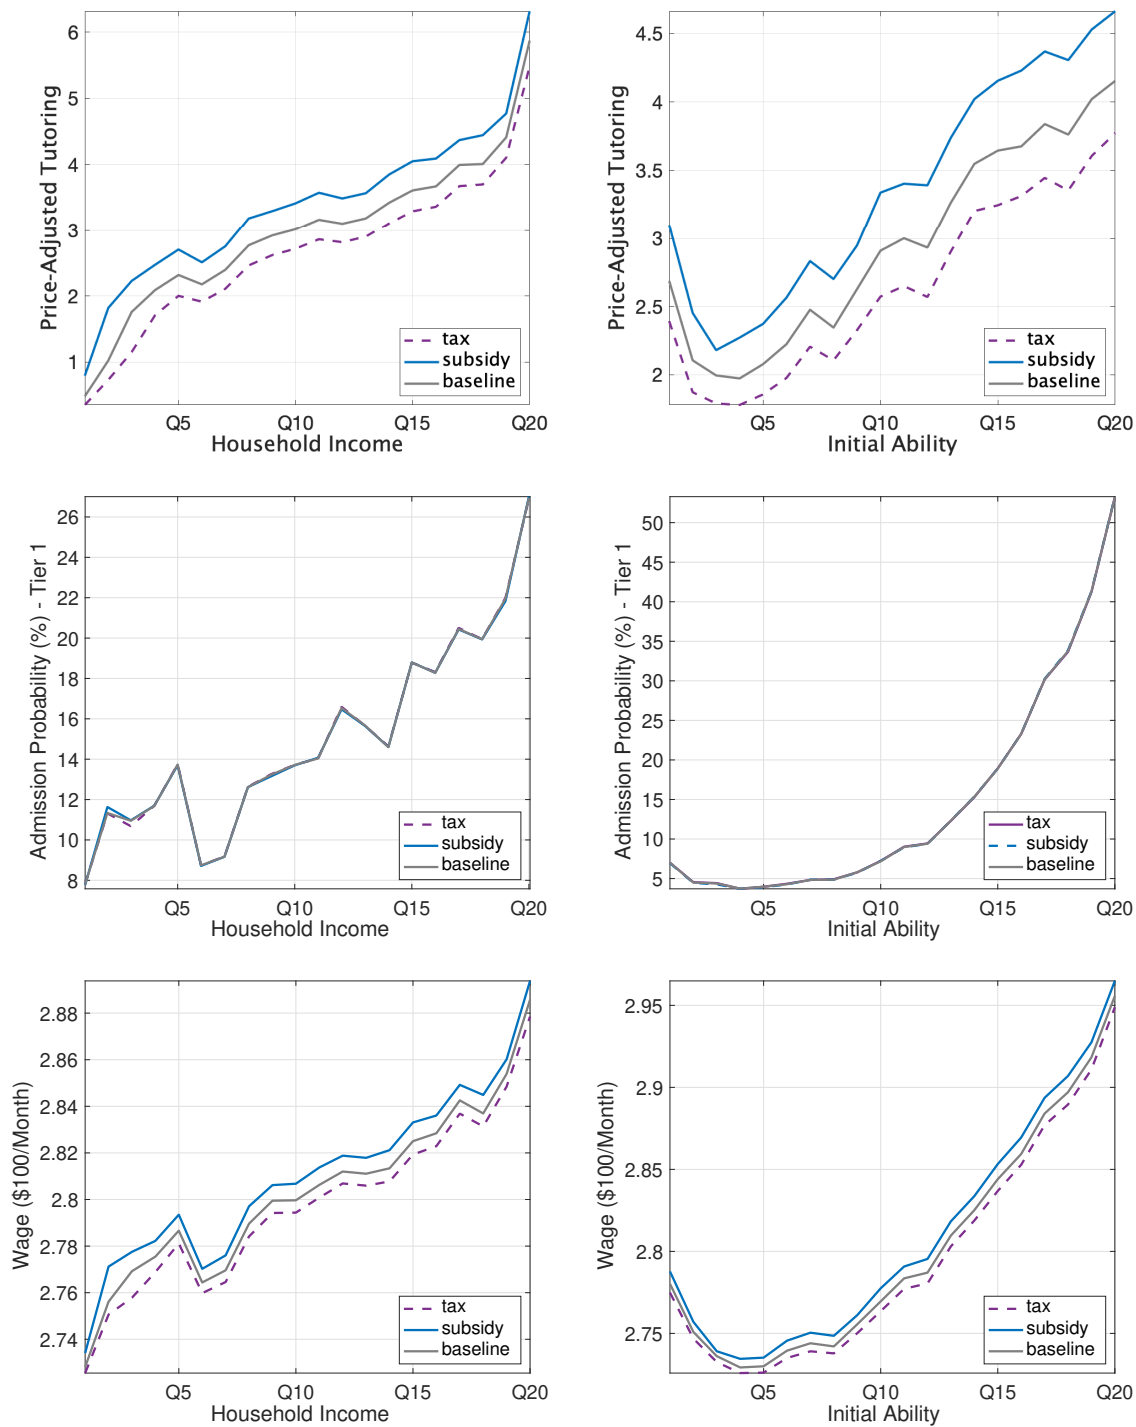 Price-Adjusted Tutoring
6
5
4
3
2
1
tax
subsidy
baseline
Q5
Q10
Q15
Q20
Household Income
Price-Adjusted Tutoring
4.5
4
3.5
3
2.5
2
tax
subsidy
baseline
Q5
Q10
Q15
Q20
Initial Ability
Admission Probability (%) - Tier 1
26
24
22
20
18
16
14
12
10
8
tax
subsidy
baseline
Q5
Q10
Q15
Q20
Household Income
Admission Probability (%) - Tier 1
50
45
40
35
30
25
20
15
10
5
tax
subsidy
baseline
Q5
Q10
Q15
Q20
Initial Ability
Wage ($100/Month)
2.88
2.86
2.84
2.82
2.8
2.78
2.76
2.74
tax
subsidy
baseline
Q5
Q10
Q15
Q20
Household Income
Wage ($100/Month)
2.95
2.9
2.85
2.8
2.75
tax
subsidy
baseline
Q5
Q10
Q15
Q20
Initial Ability